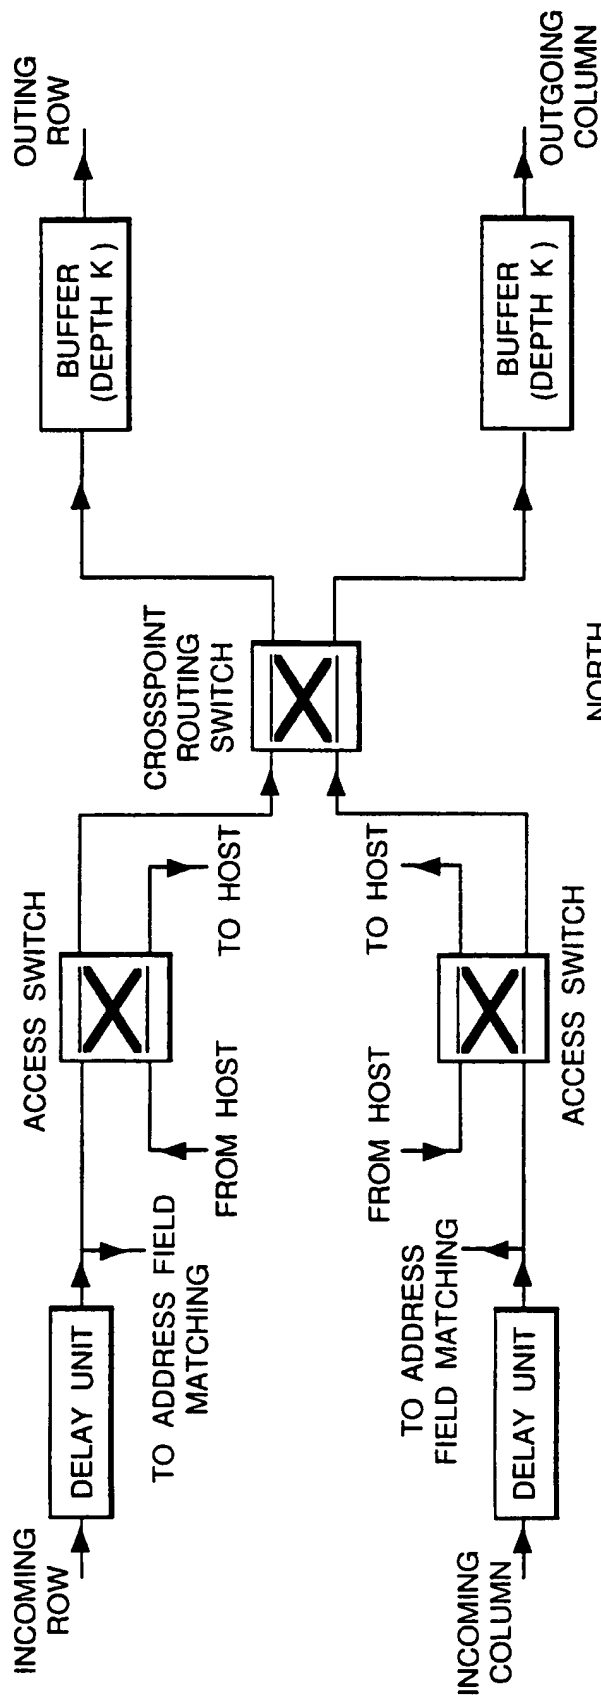 INCOMING
ROW
DELAY UNIT
TO ADDRESS FIELD
MATCHING
ACCESS SWITCH
FROM HOST
TO HOST
CROSSPOINT
ROUTING
SWITCH
BUFFER
(DEPTH K)
OUTING
ROW
INCOMING
COLUMN
DELAY UNIT
TO ADDRESS
FIELD MATCHING
FROM HOST
TO HOST
ACCESS SWITCH
BUFFER
(DEPTH K)
OUTGOING
COLUMN
NORTH